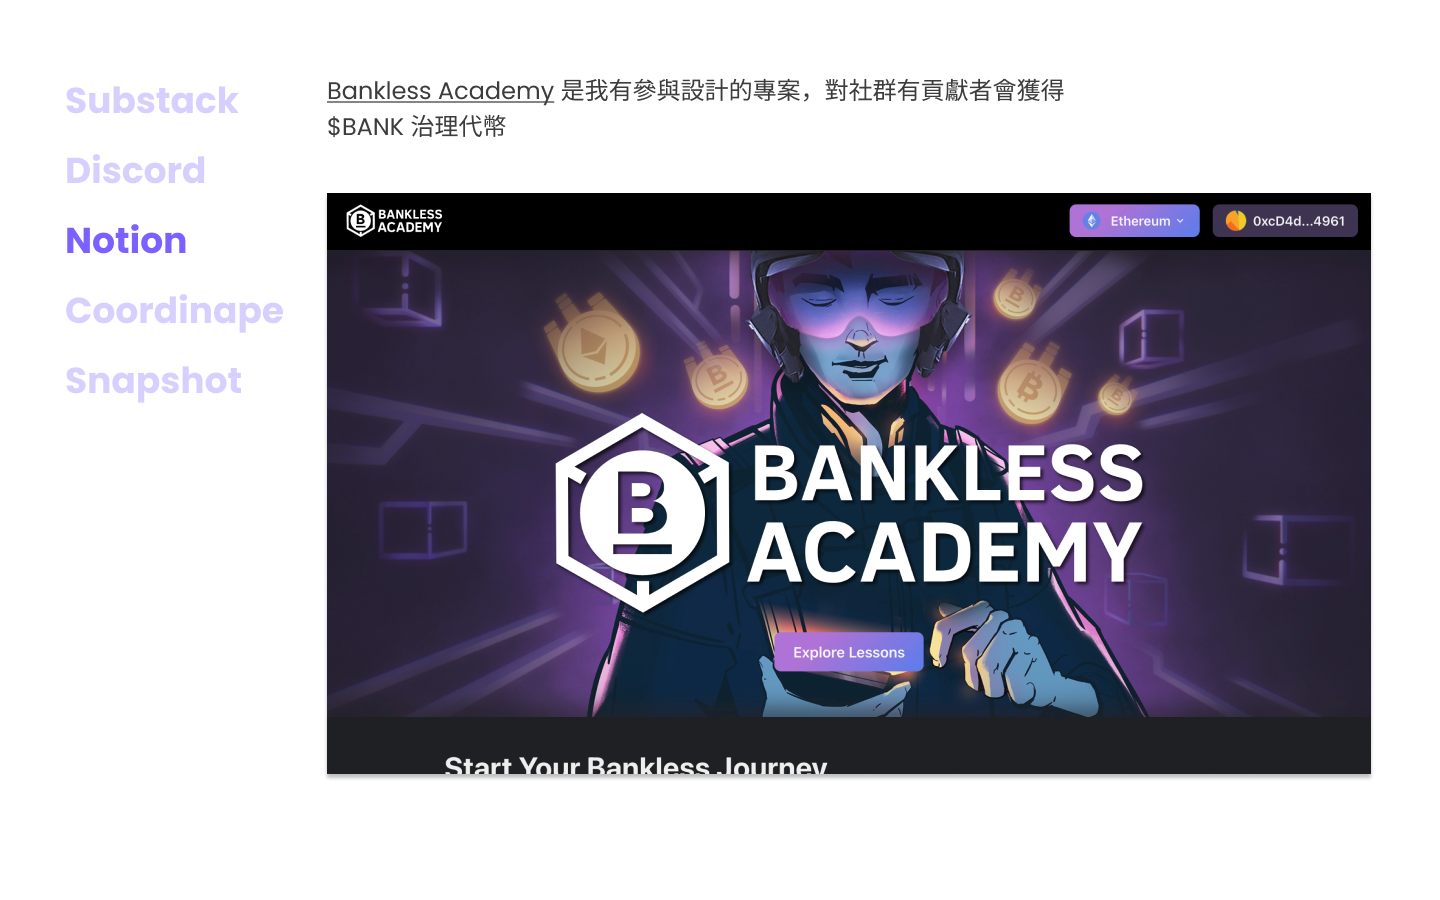 Substack
Discord
Notion
Coordinape
Snapshot
Bankless Academy 是我有參與設計的專案，對社群有貢獻者會獲得
$BANK 治理代幣
BANKLESS
ACADEMY
Ethereum
0xcD4d...4961
BANKLESS
ACADEMY
Explore Lessons
Start Your Bankless Journey